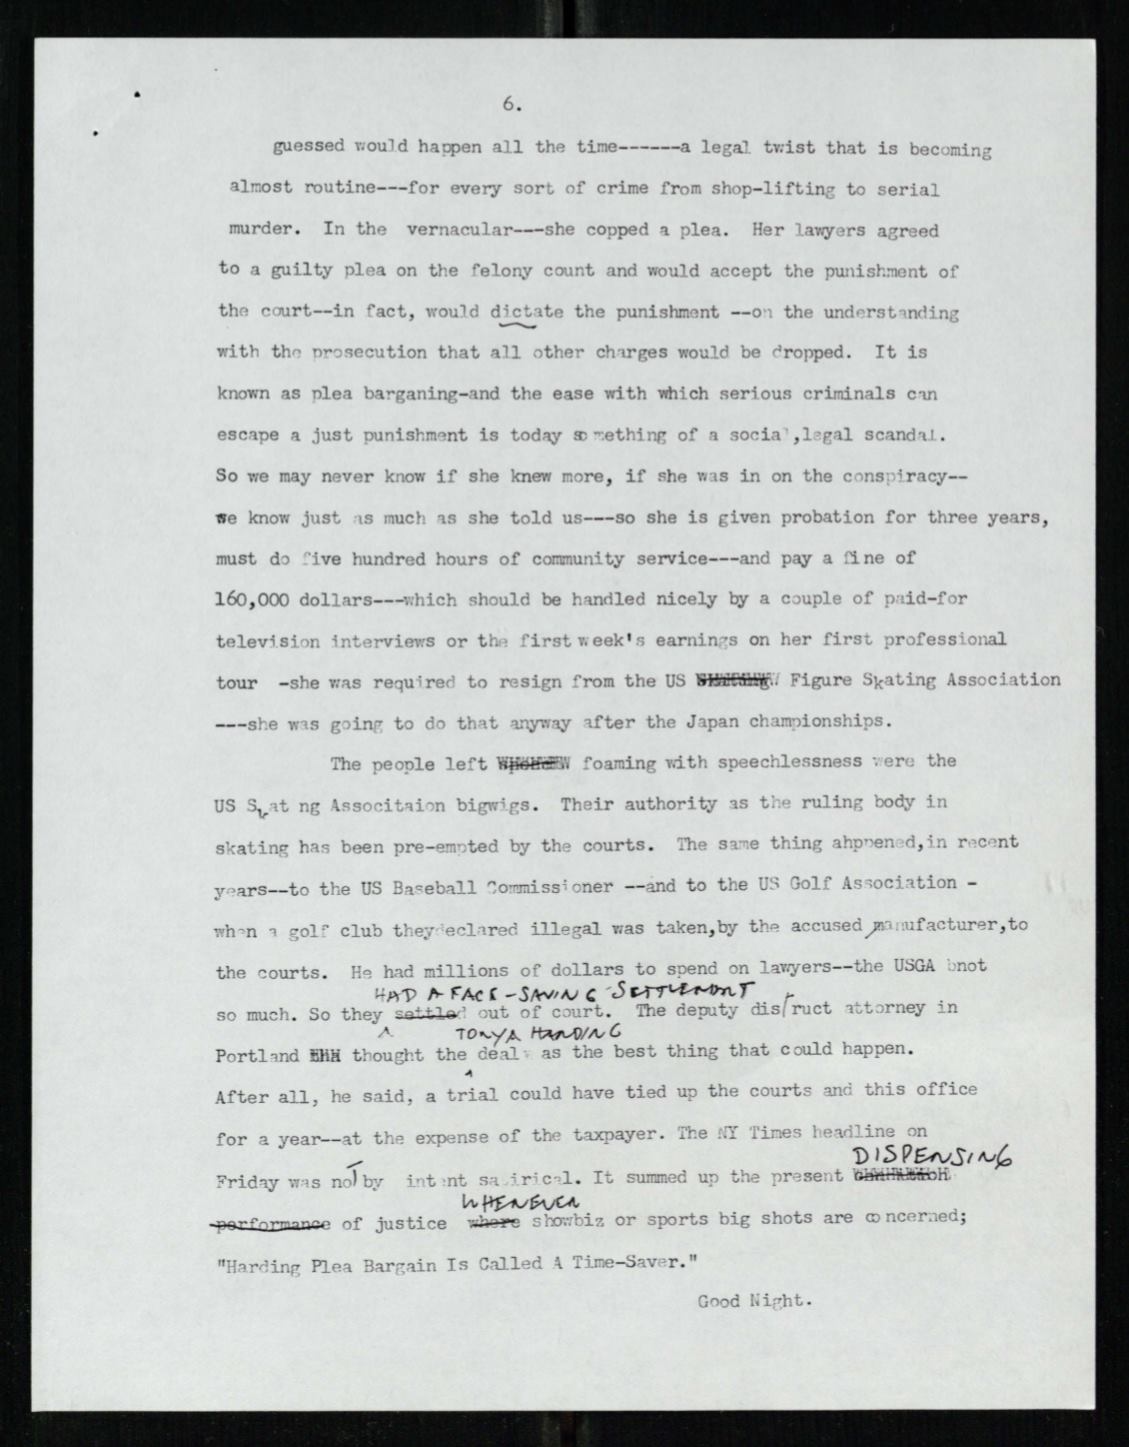 6.
guessed would happen all the time------a legal twist that is becoming
almost routine---for every sort of crime from shop-lifting to serial
murder. In the vernacular---she copped a plea. Her lawyers agreed
to a guilty plea on the felony count and would accept the punishment of
the court--in fact, would dictate the punishment --on the understanding
with the prosecution that all other charges would be dropped. It is
known as plea barganing-and the ease with which serious criminals can
escape a just punishment is today something of a social,legal scandal.
So we may never know if she knew more, if she was in on the conspiracy--
we know just as much as she told us---so she is given probation for three years,
must do five hundred hours of community service---and pay a fine of
160,000 dollars---which should be handled nicely by a couple of paid-for
television interviews or the first week's earnings on her first professional
tour -she was required to resign from the US Figure Skating Association
---she was going to do that anyway after the Japan championships.
The people left foaming with speechlessness were the
US Skat ng Associtaion bigwigs. Their authority as the ruling body in
skating has been pre-empted by the courts. The same thing ahppened,in recent
years--to the US Baseball Commissioner --and to the US Golf Association -
when a golf club they declared illegal was taken,by the accused manufacturer,to
the courts. He had millions of dollars to spend on lawyers--the USGA not
HAD A FACE-SAVING SETTLEMENT
so much. So they settled out of court. The deputy district attorney in
TONYA HARDING
Portland thought the deal as the best thing that could happen.
After all, he said, a trial could have tied up the courts and this office
for a year--at the expense of the taxpayer. The NY Times headline on
DISPENSING
Friday was not by intent satirical. It summed up the present
WHENEVER
performance of justice where showbiz or sports big shots are concerned;
"Harding Plea Bargain Is Called A Time-Saver."
Good Night.